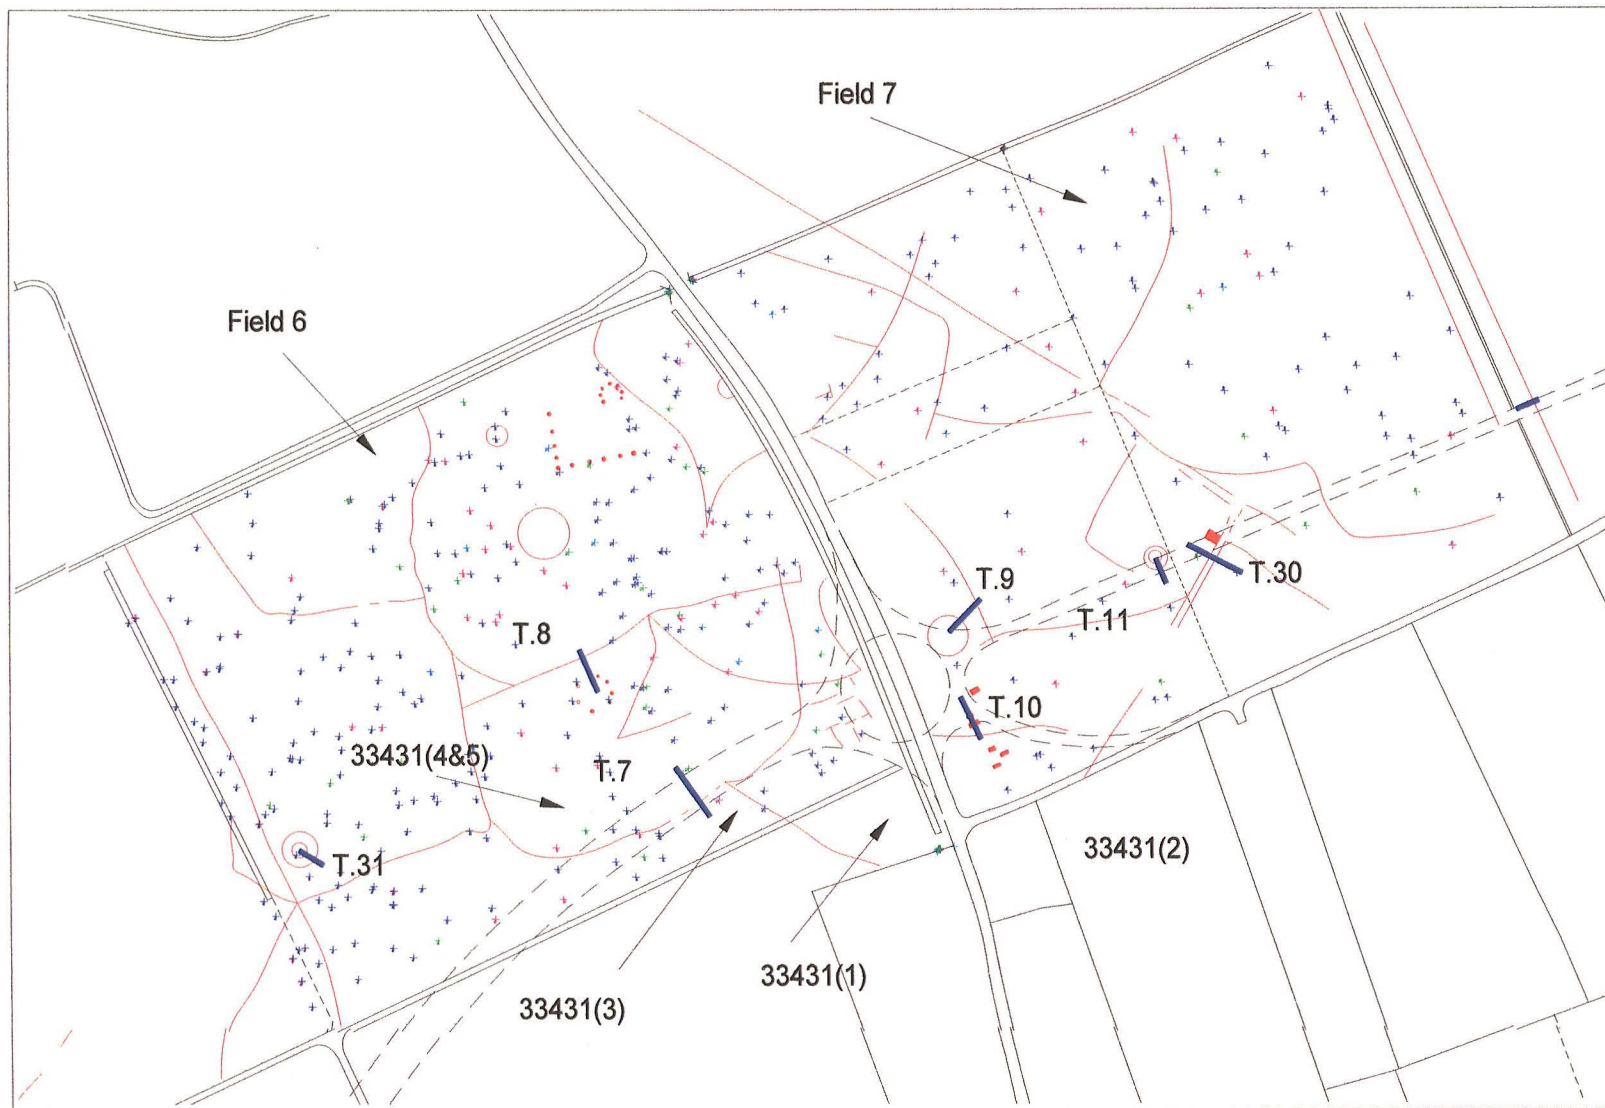 Field 7
Field 6
T.9
T.30
T.11
T.8
T.10
33431(4&5)
T.7
33431(2)
T.31
33431(1)
33431(3)